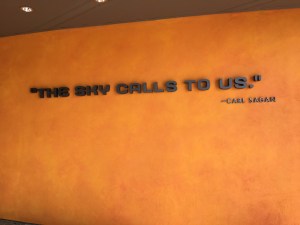 "THE SKY CALLS TO US."
-CARL SAGAN